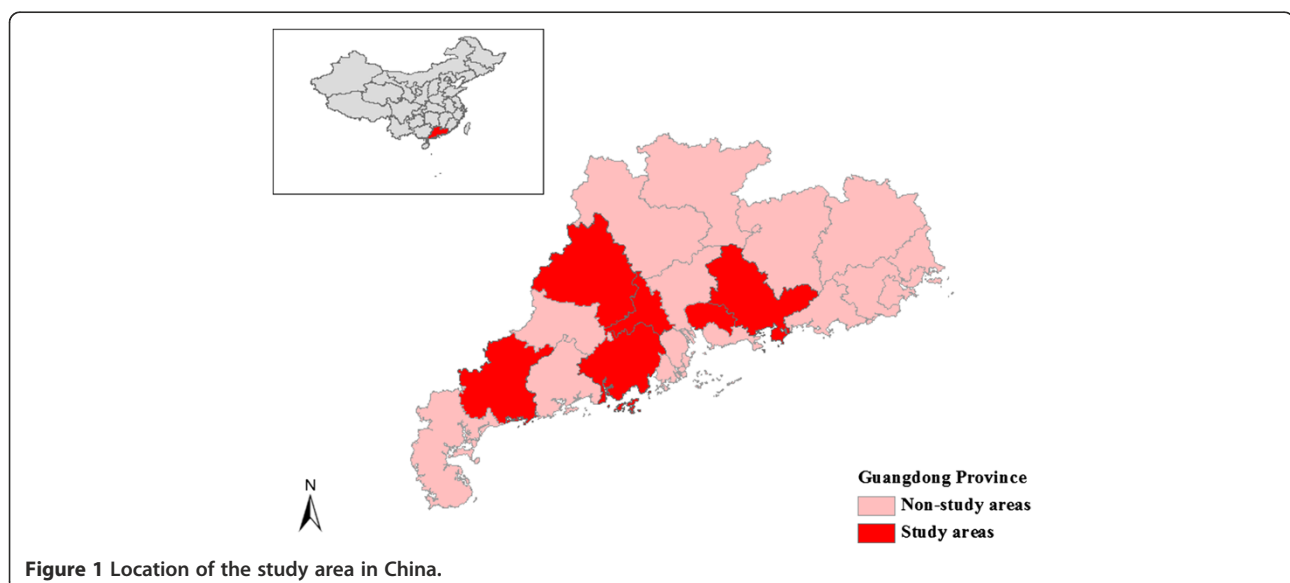 N
Guangdong Province
Non-study areas
Study areas
Figure 1 Location of the study area in China.